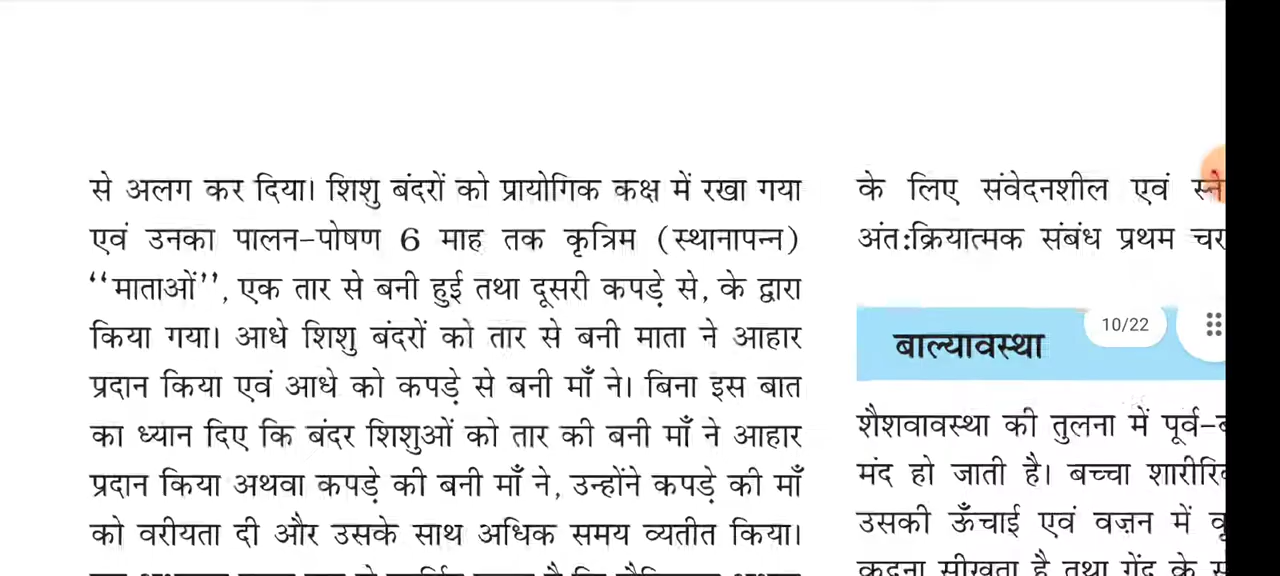 से अलग कर दिया। शिशु बंदरों को प्रायोगिक कक्ष में रखा गया
एवं उनका पालन-पोषण 6 माह तक कृत्रिम (स्थानापन्न)
“माताओं”, एक तार से बनी हुई तथा दूसरी कपड़े से, के द्वारा
किया गया। आधे शिशु बंदरों को तार से बनी माता ने आहार
प्रदान किया एवं आधे को कपड़े से बनी माँ ने। बिना इस बात
का ध्यान दिए कि बंदर शिशुओं को तार की बनी माँ ने आहार
प्रदान किया अथवा कपड़े की बनी माँ ने, उन्होंने कपड़े की माँ
को वरीयता दी और उसके साथ अधिक समय व्यतीत किया।
के लिए संवेदनशील एवं
अंत:क्रियात्मक संबंध प्रथम
10/22
बाल्यावस्था
शैशवावस्था की तुलना में पूर्व-
मंद हो जाती है। बच्चा
उसकी ऊँचाई एवं वज़न में
कूदना सीखता है तथा गेंद के